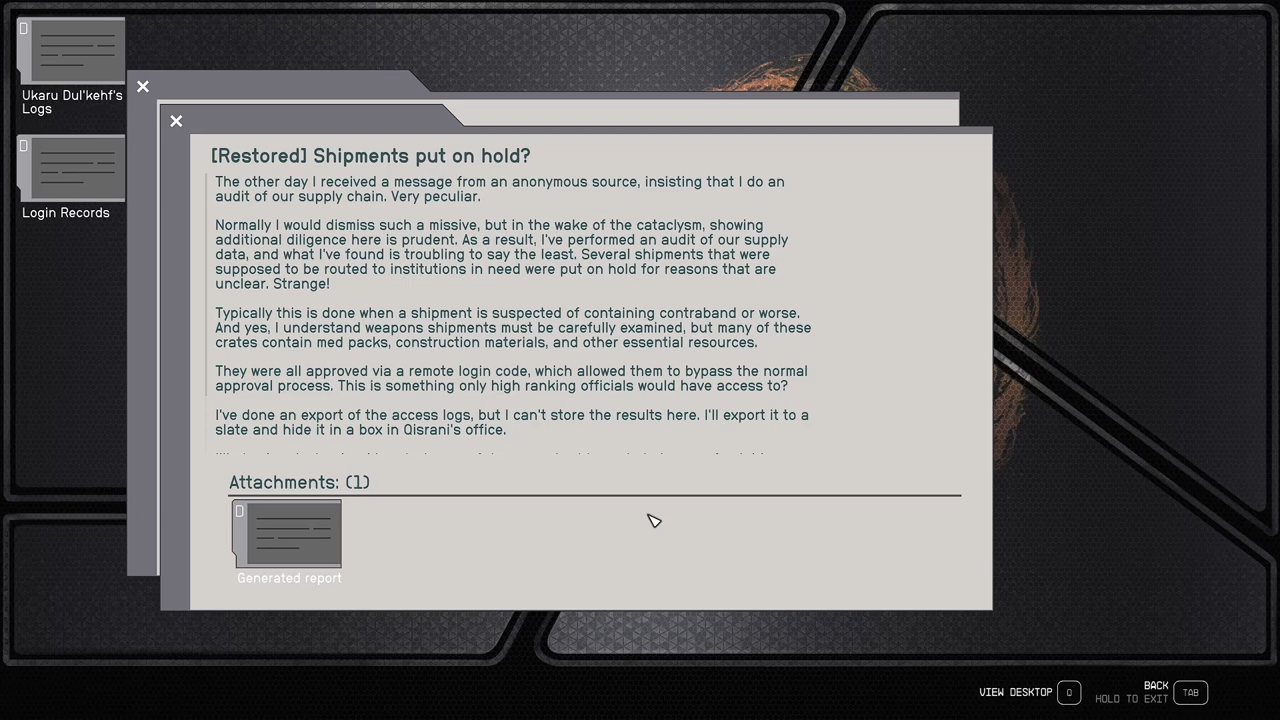 Ukaru Dul'kehf's
Logs
Login Records
[Restored] Shipments put on hold?
The other day I received a message from an anonymous source, insisting that I do an
audit of our supply chain. Very peculiar.
Normally I would dismiss such a missive, but in the wake of the cataclysm, showing
additional diligence here is prudent. As a result, I've performed an audit of our supply
data, and what I've found is troubling to say the least. Several shipments that were
supposed to be routed to institutions in need were put on hold for reasons that are
unclear. Strange!
Typically this is done when a shipment is suspected of containing contraband or worse.
And yes, I understand weapons shipments must be carefully examined, but many of these
crates contain med packs, construction materials, and other essential resources.
They were all approved via a remote login code, which allowed them to bypass the normal
approval process. This is something only high ranking officials would have access to?
I've done an export of the access logs, but I can't store the results here. I'll export it to a
slate and hide it in a box in Qisrani's office.
Attachments: (1)
Generated report
VIEW DESKTOP Q
BACK
HOLD TO EXIT TAB